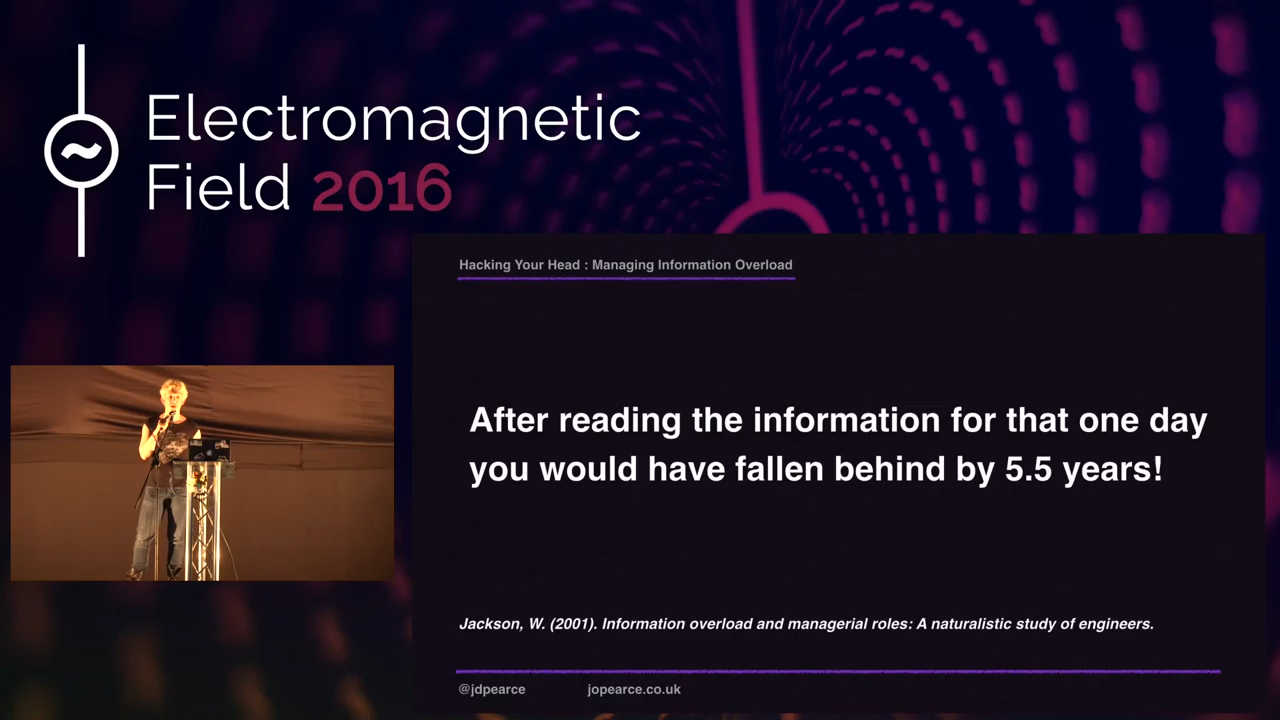 Electromagnetic
Field 2016
Hacking Your Head : Managing Information Overload
After reading the information for that one day
you would have fallen behind by 5.5 years!
Jackson, W. (2001). Information overload and managerial roles: A naturalistic study of engineers.
@jdpearce jopearce.co.uk